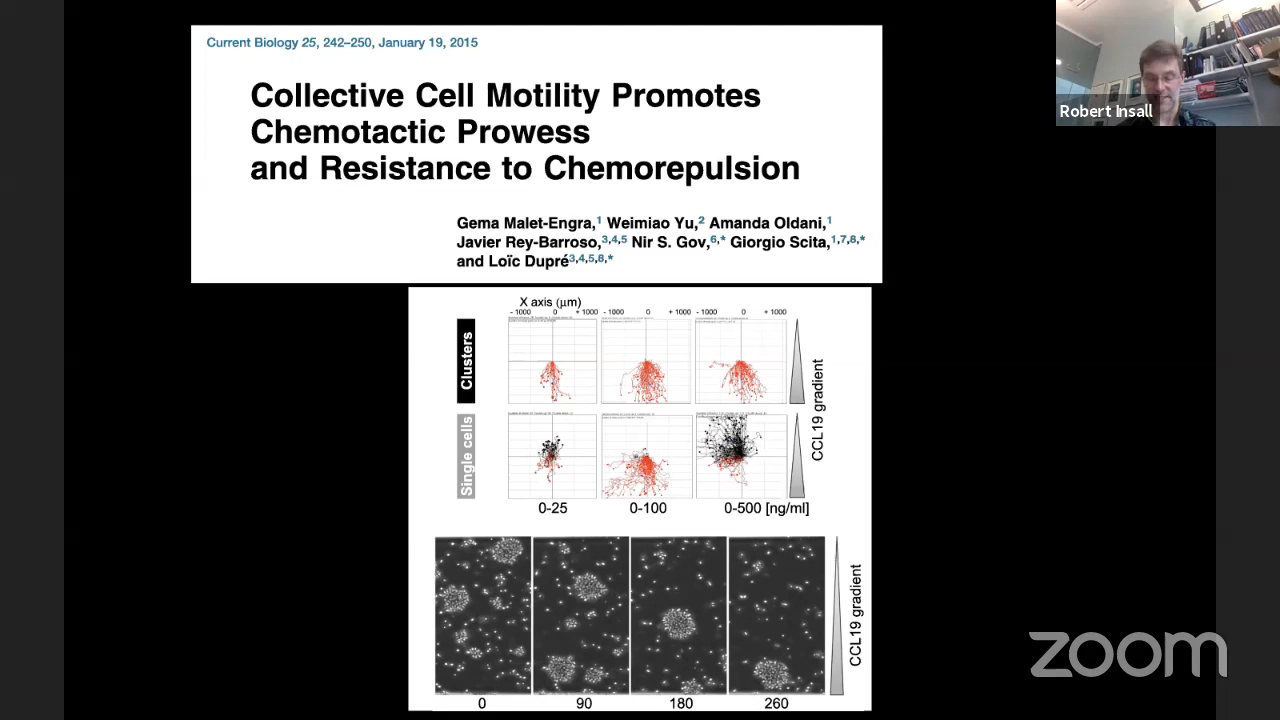 Current Biology 25, 242–250, January 19, 2015
Collective Cell Motility Promotes
Chemotactic Prowess
and Resistance to Chemorepulsion
Gema Malet-Engra,1 Weimiao Yu,2 Amanda Oldani,1
Javier Rey-Barroso,3,4,5 Nir S. Gov,6,* Giorgio Scita,1,7,8,*
and Loïc Dupré3,4,5,8,*
Robert Insall
X axis (μm)
- 1000 0 + 1000 - 1000 0 + 1000 - 1000 0 + 1000
Clusters
Single cells
CCL19 gradient
0-25 0-100 0-500 [ng/ml]
CCL19 gradient
0 90 180 260
zoom